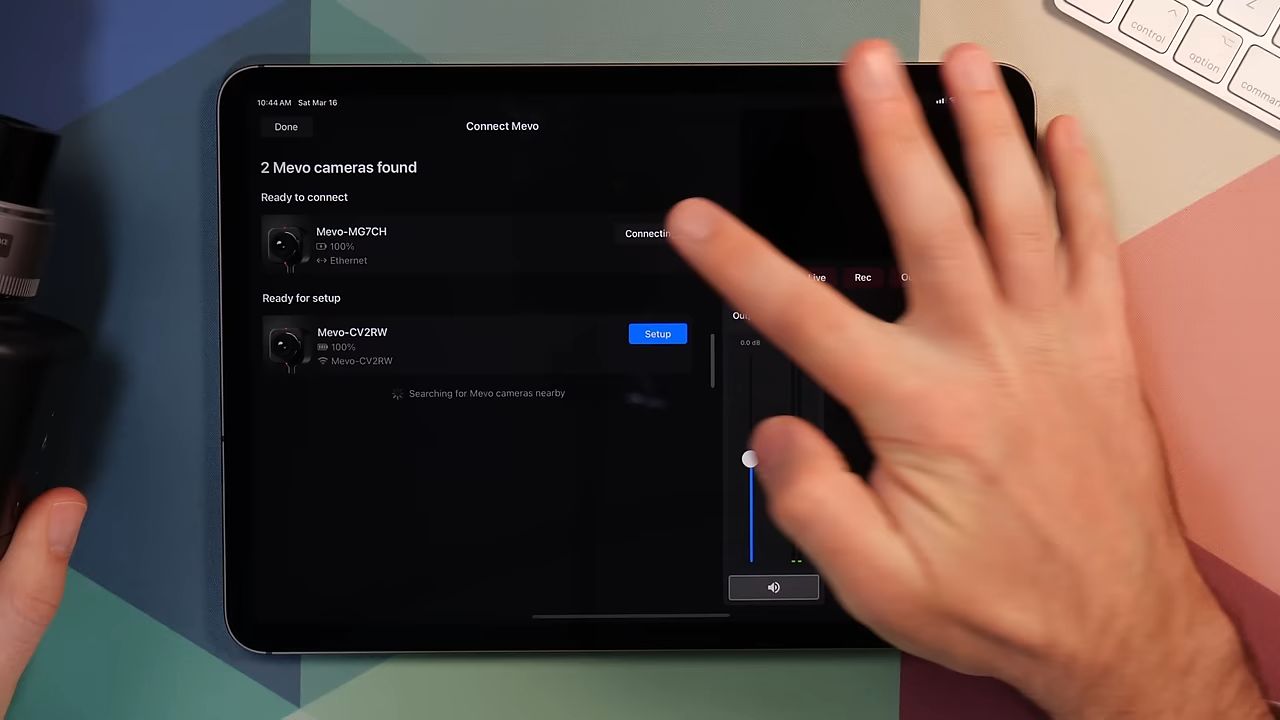 control
option
10:44 AM Sat Mar 16
Done
Connect Mevo
2 Mevo cameras found
Ready to connect
Mevo-MG7CH
100%
Ethernet
Ready for setup
Mevo-CV2RW
100%
Mevo-CV2RW
Setup
Searching for Mevo cameras nearby
Rec
0.0 dB